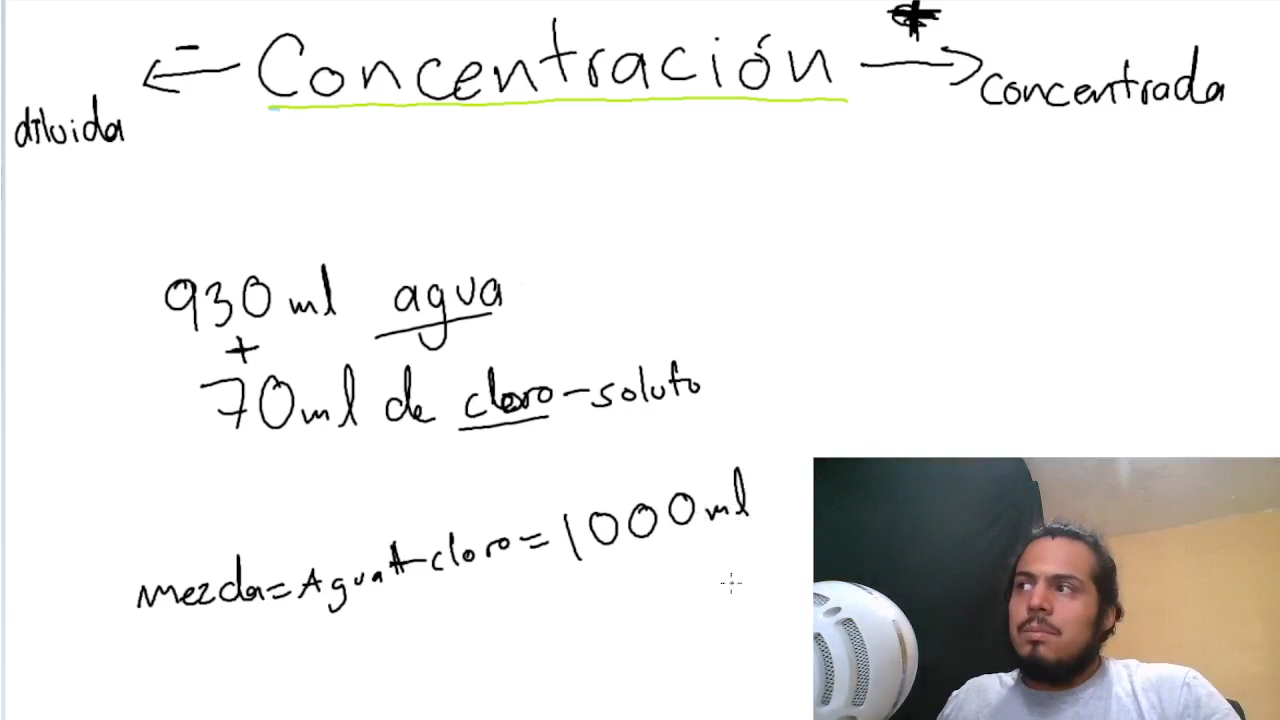 ← - Concentración + →
diluida
concentrada
930 ml agua
+
70 ml de cloro - soluto
mezcla = Agua + cloro = 1000 ml